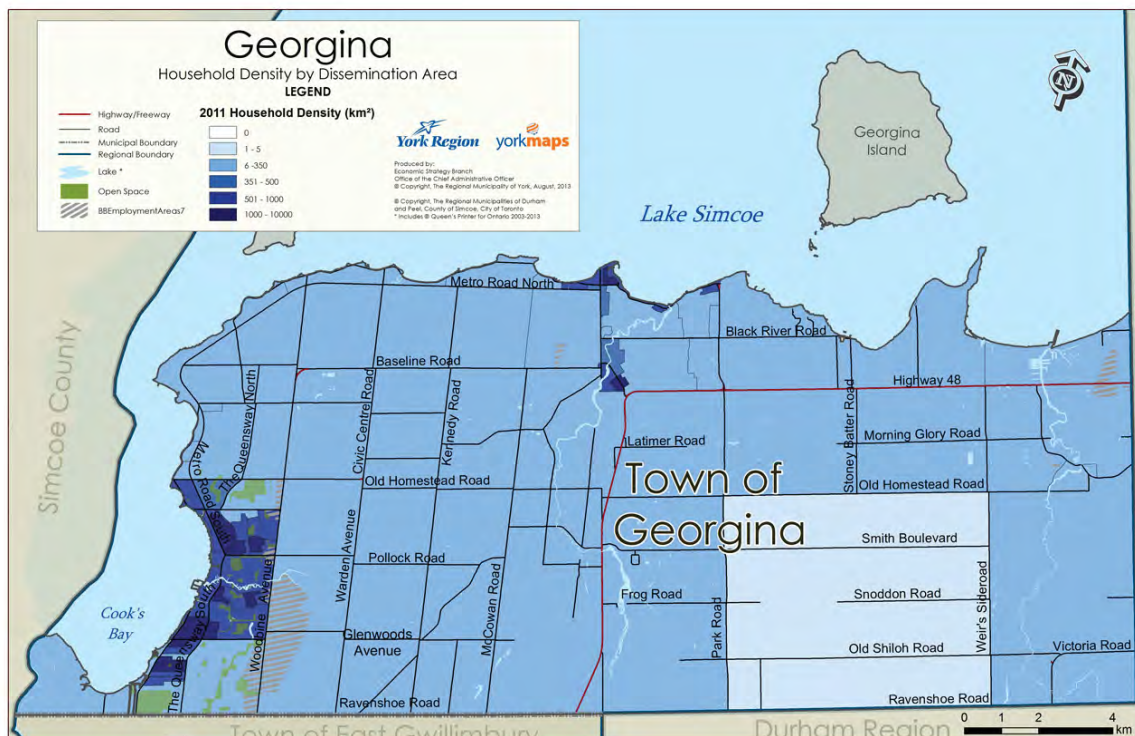 Georgina
Household Density by Dissemination Area
LEGEND
Highway/Freeway
Road
Municipal Boundary
Regional Boundary
Lake *
Open Space
BBEmploymentAreas7
2011 Household Density (km²)
0
1 - 5
6 -350
351 - 500
501 - 1000
1000 - 10000
York Region
yorkmaps
Produced by:
Economic Strategy Branch
Office of the Chief Administrative Officer
© Copyright, The Regional Municipality of York, August, 2013
© Copyright, The Regional Municipalities of Durham
and Peel, County of Simcoe, City of Toronto
* Includes © Queen's Printer for Ontario 2003-2013
N
Georgina
Island
Lake Simcoe
Simcoe County
Cook's
Bay
Metro Road North
Black River Road
Baseline Road
Highway 48
The Queensway North
Civic Centre Road
Kennedy Road
Stoney Batter Road
Latimer Road
Morning Glory Road
Metro Road South
Old Homestead Road
Old Homestead Road
Town of
Georgina
Warden Avenue
Pollock Road
Smith Boulevard
Woodbine Avenue
McCowan Road
Frog Road
Snoddon Road
Park Road
Weir's Sideroad
The Queensway South
Glenwoods
Avenue
Old Shiloh Road
Victoria Road
Ravenshoe Road
Ravenshoe Road
Town of East Gwillimbury
Durham Region
0 1 2 4
km